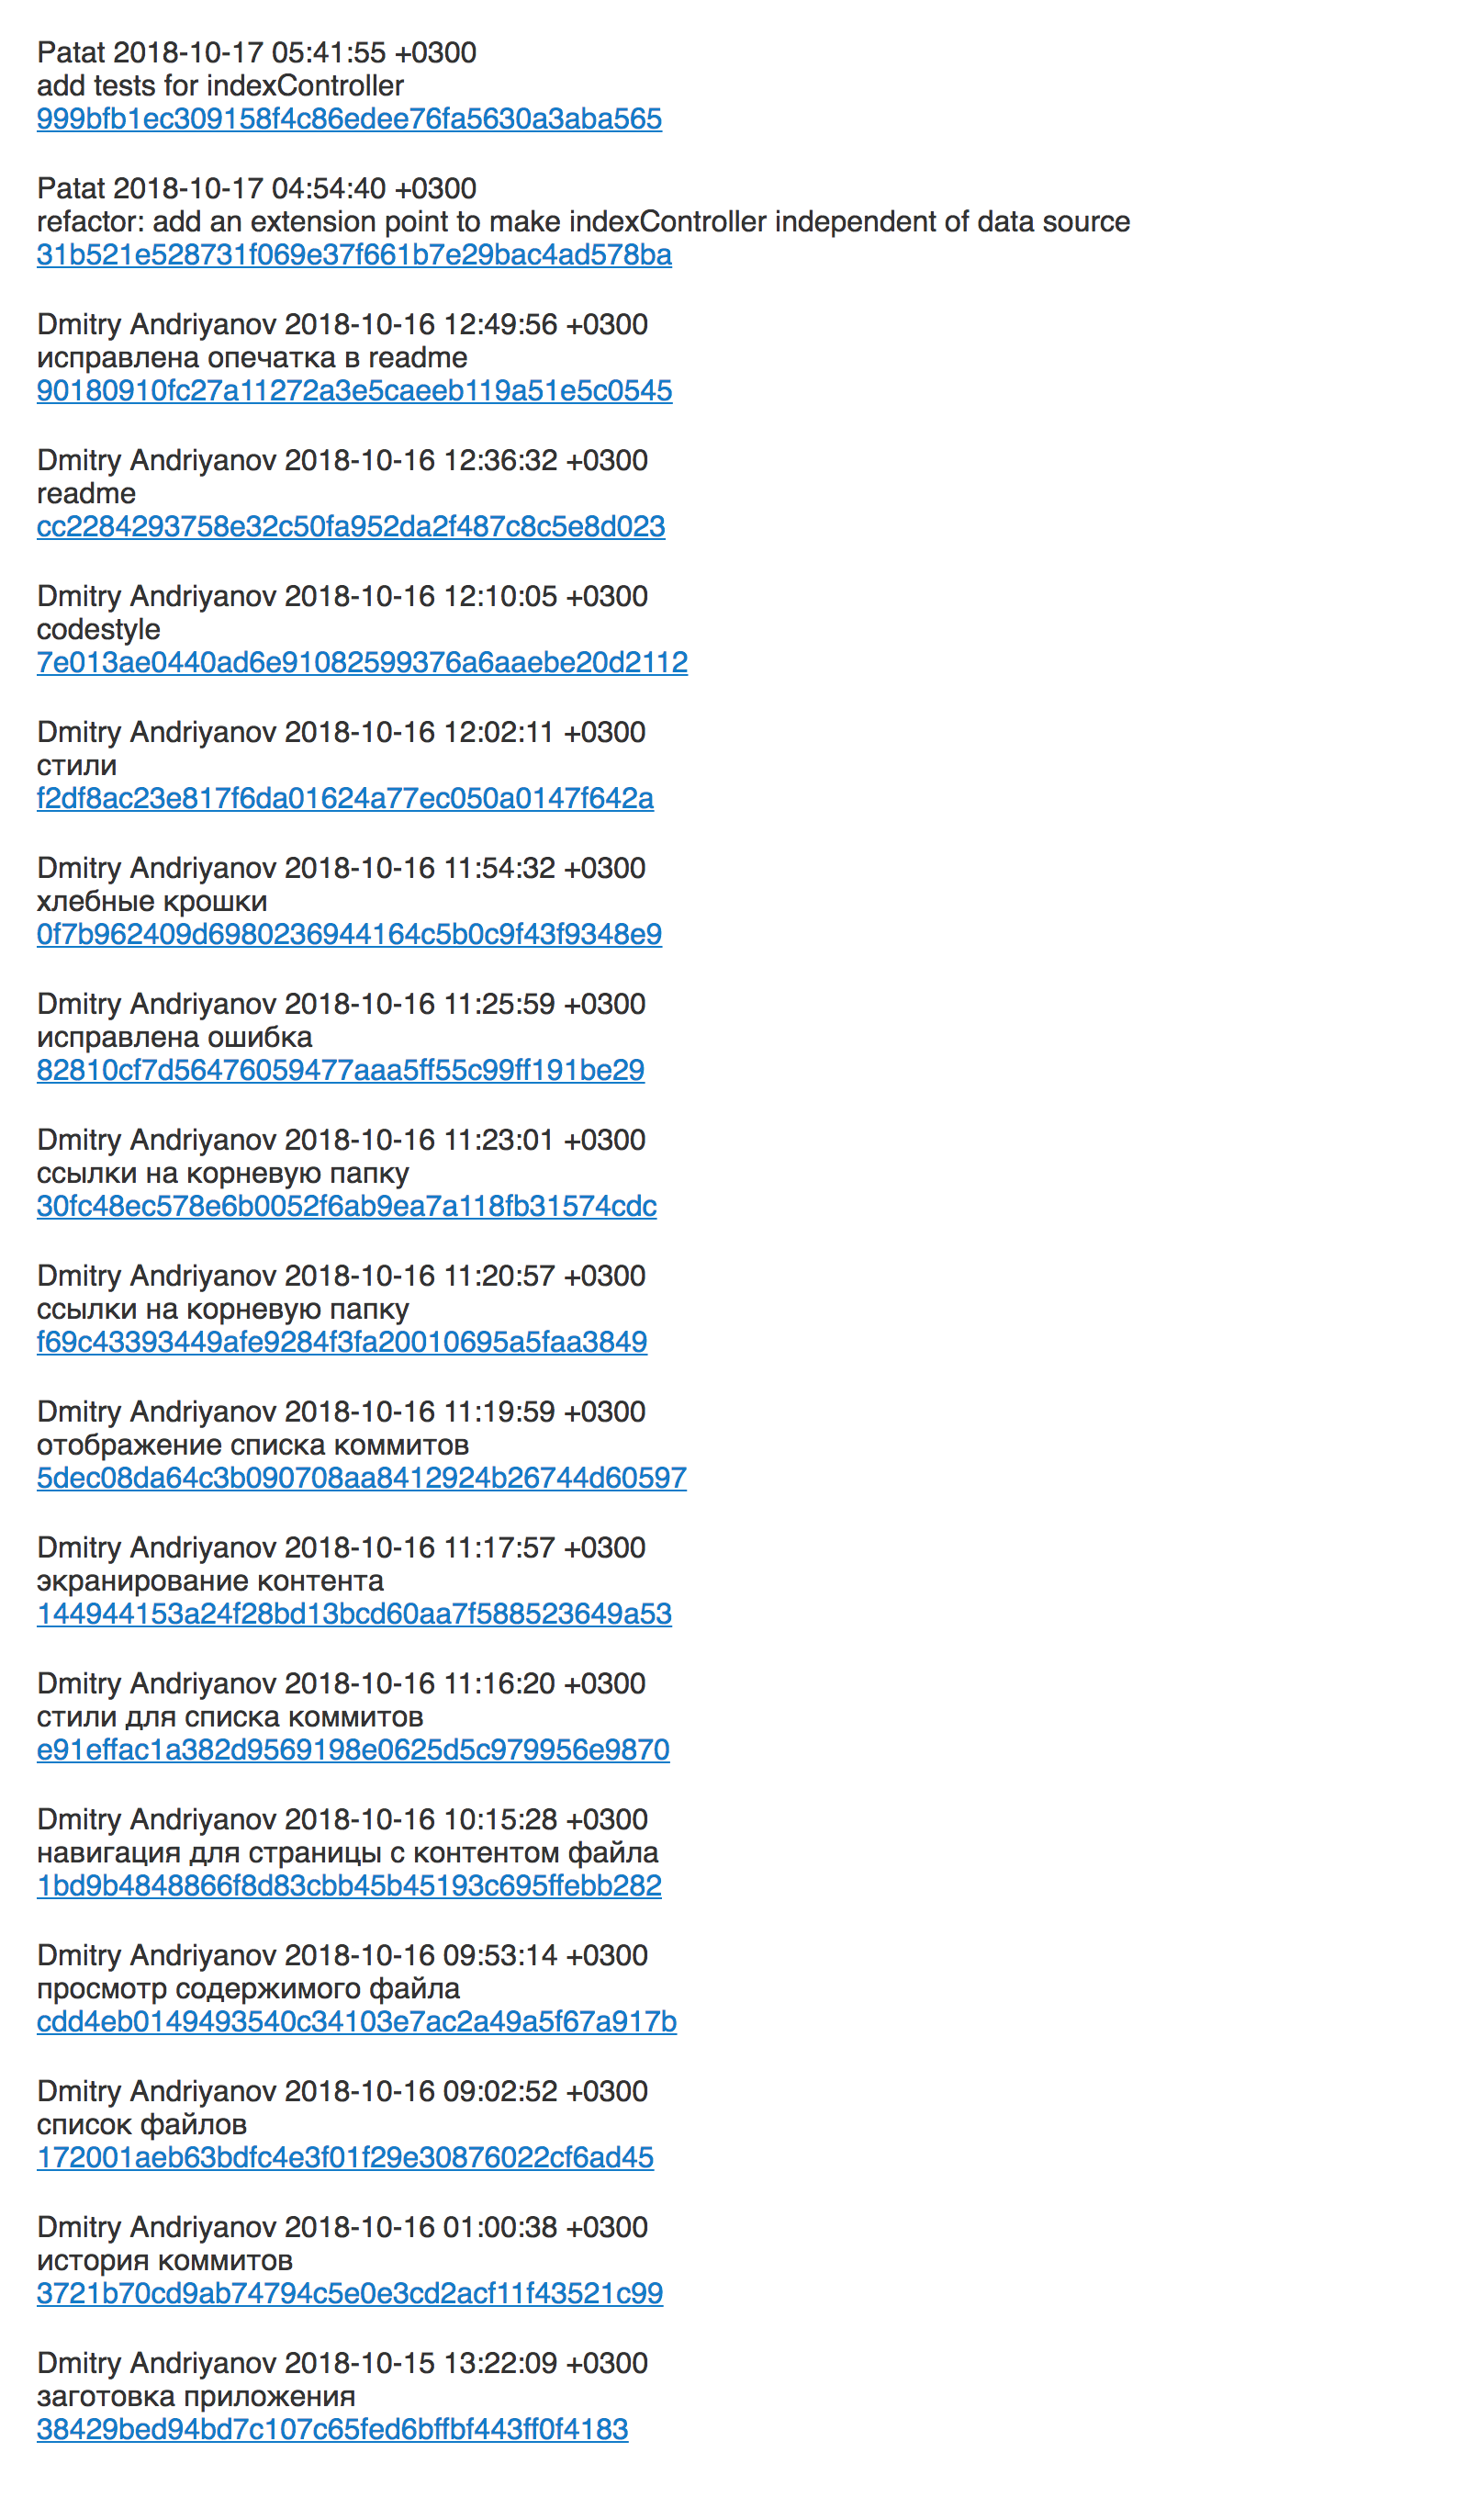 Patat 2018-10-17 05:41:55 +0300
add tests for indexController
999bfb1ec309158f4c86edee76fa5630a3aba565
Patat 2018-10-17 04:54:40 +0300
refactor: add an extension point to make indexController independent of data source
31b521e528731f069e37f661b7e29bac4ad578ba
Dmitry Andriyanov 2018-10-16 12:49:56 +0300
исправлена опечатка в readme
90180910fc27a11272a3e5caeeb119a51e5c0545
Dmitry Andriyanov 2018-10-16 12:36:32 +0300
readme
cc2284293758e32c50fa952da2f487c8c5e8d023
Dmitry Andriyanov 2018-10-16 12:10:05 +0300
codestyle
7e013ae0440ad6e91082599376a6aaebe20d2112
Dmitry Andriyanov 2018-10-16 12:02:11 +0300
стили
f2df8ac23e817f6da01624a77ec050a0147f642a
Dmitry Andriyanov 2018-10-16 11:54:32 +0300
хлебные крошки
0f7b962409d6980236944164c5b0c9f43f9348e9
Dmitry Andriyanov 2018-10-16 11:25:59 +0300
исправлена ошибка
82810cf7d56476059477aaa5ff55c99ff191be29
Dmitry Andriyanov 2018-10-16 11:23:01 +0300
ссылки на корневую папку
30fc48ec578e6b0052f6ab9ea7a118fb31574cdc
Dmitry Andriyanov 2018-10-16 11:20:57 +0300
ссылки на корневую папку
f69c43393449afe9284f3fa20010695a5faa3849
Dmitry Andriyanov 2018-10-16 11:19:59 +0300
отображение списка коммитов
5dec08da64c3b090708aa8412924b26744d60597
Dmitry Andriyanov 2018-10-16 11:17:57 +0300
экранирование контента
144944153a24f28bd13bcd60aa7f588523649a53
Dmitry Andriyanov 2018-10-16 11:16:20 +0300
стили для списка коммитов
e91effac1a382d9569198e0625d5c979956e9870
Dmitry Andriyanov 2018-10-16 10:15:28 +0300
навигация для страницы с контентом файла
1bd9b4848866f8d83cbb45b45193c695ffebb282
Dmitry Andriyanov 2018-10-16 09:53:14 +0300
просмотр содержимого файла
cdd4eb0149493540c34103e7ac2a49a5f67a917b
Dmitry Andriyanov 2018-10-16 09:02:52 +0300
список файлов
172001aeb63bdfc4e3f01f29e30876022cf6ad45
Dmitry Andriyanov 2018-10-16 01:00:38 +0300
история коммитов
3721b70cd9ab74794c5e0e3cd2acf11f43521c99
Dmitry Andriyanov 2018-10-15 13:22:09 +0300
заготовка приложения
38429bed94bd7c107c65fed6bffbf443ff0f4183